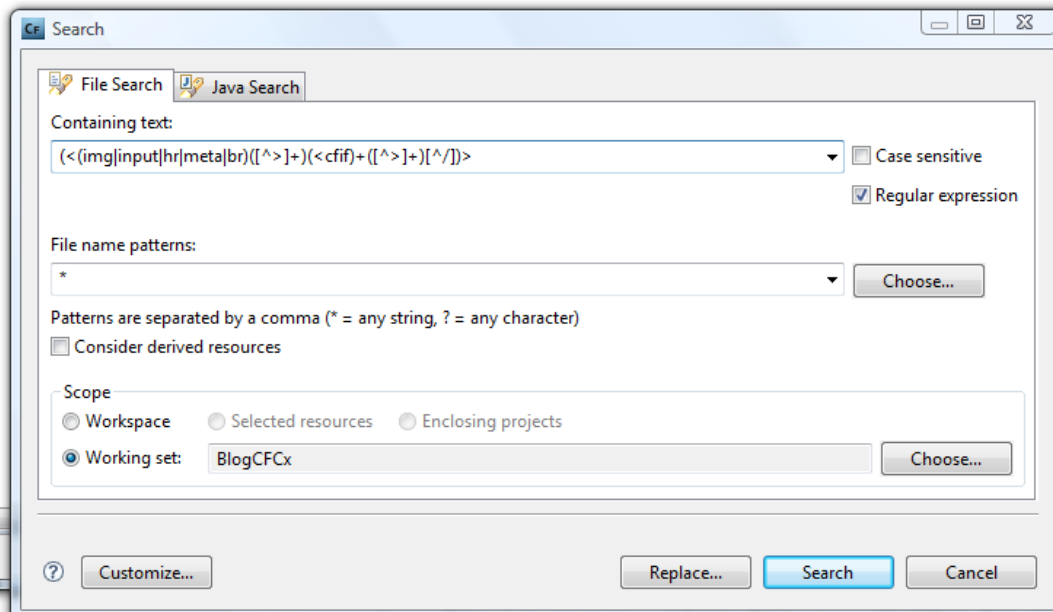 CF Search
File Search Java Search
Containing text:
(<(img|input|hr|meta|br)([^>]+)(<cfif)+([^>]+)[^/])>
Case sensitive
Regular expression
File name patterns:
*
Choose...
Patterns are separated by a comma (* = any string, ? = any character)
Consider derived resources
Scope
Workspace Selected resources Enclosing projects
Working set: BlogCFCx Choose...
? Customize... Replace... Search Cancel